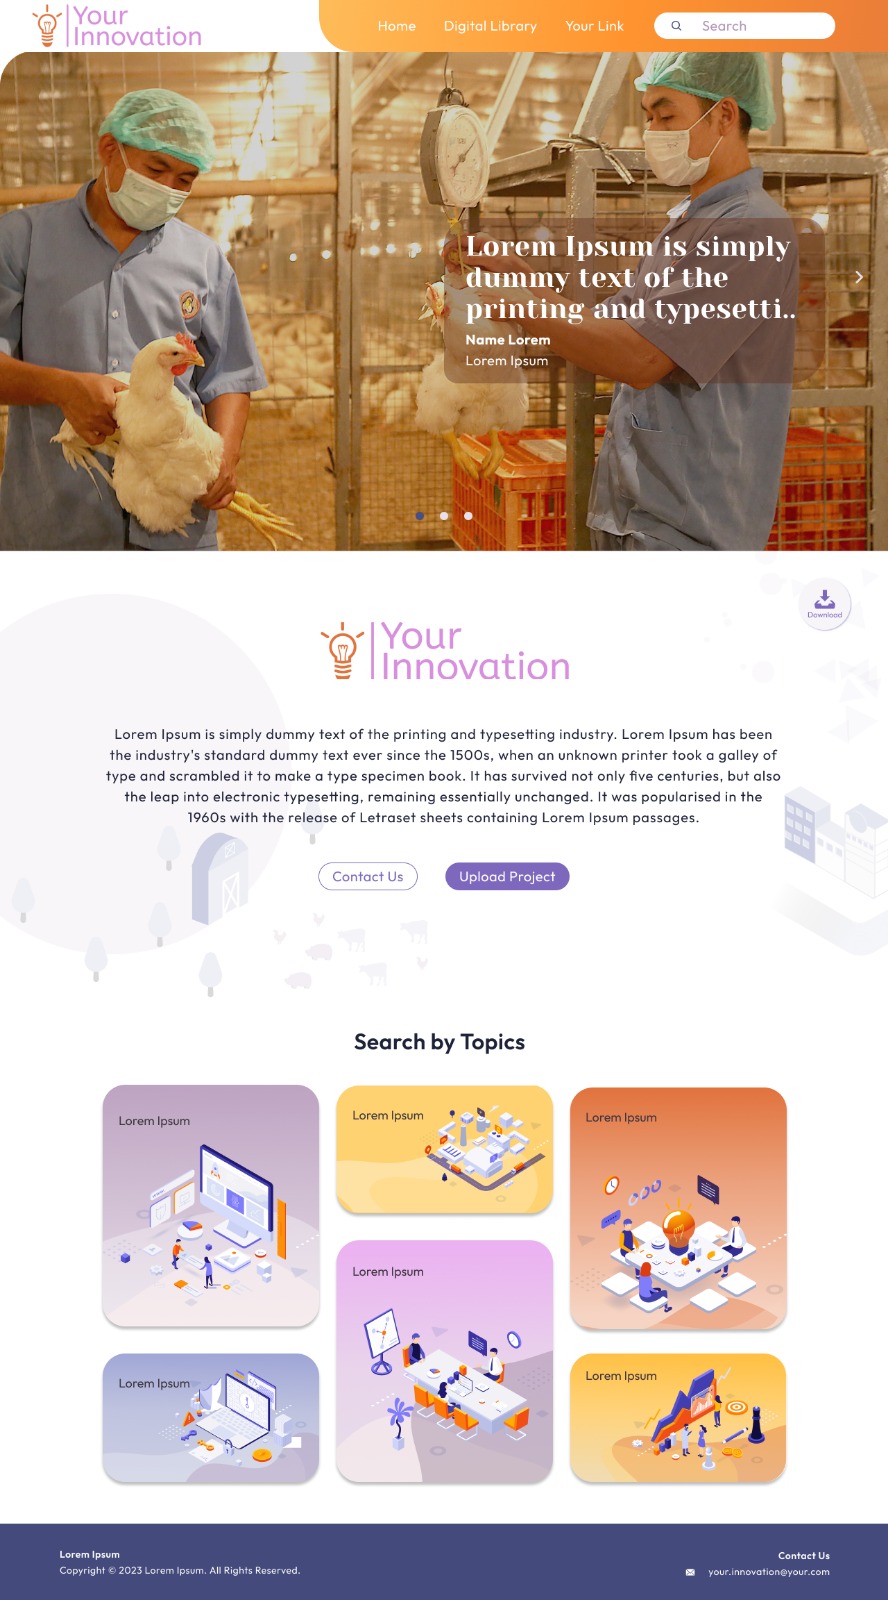 Your
Innovation
Home
Digital Library
Your Link
Search
Lorem Ipsum is simply
dummy text of the
printing and typesetti..
Name Lorem
Lorem Ipsum
Download
Your
Innovation
Lorem Ipsum is simply dummy text of the printing and typesetting industry. Lorem Ipsum has been
the industry's standard dummy text ever since the 1500s, when an unknown printer took a galley of
type and scrambled it to make a type specimen book. It has survived not only five centuries, but also
the leap into electronic typesetting, remaining essentially unchanged. It was popularised in the
1960s with the release of Letraset sheets containing Lorem Ipsum passages.
Contact Us
Upload Project
Search by Topics
Lorem Ipsum
Lorem Ipsum
Lorem Ipsum
Lorem Ipsum
Lorem Ipsum
Lorem Ipsum
Lorem Ipsum
Copyright © 2023 Lorem Ipsum. All Rights Reserved.
Contact Us
your.innovation@your.com